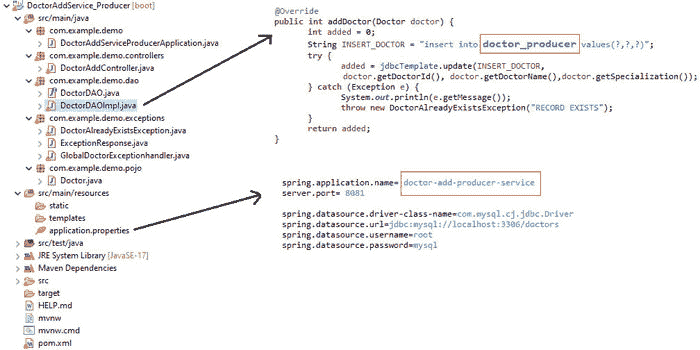 DoctorAddService_Producer [boot]
src/main/java
com.example.demo
DoctorAddServiceProducerApplication.java
com.example.demo.controllers
DoctorAddController.java
com.example.demo.dao
DoctorDAO.java
DoctorDAOImpl.java
com.example.demo.exceptions
DoctorAlreadyExistsException.java
ExceptionResponse.java
GlobalDoctorExceptionhandler.java
com.example.demo.pojo
Doctor.java
src/main/resources
static
templates
application.properties
src/test/java
JRE System Library [JavaSE-17]
Maven Dependencies
src
target
HELP.md
mvnw
mvnw.cmd
pom.xml
@Override
public int addDoctor(Doctor doctor) {
int added = 0;
String INSERT_DOCTOR = "insert into doctor_producer values(?,?,?)";
try {
added = jdbcTemplate.update(INSERT_DOCTOR,
doctor.getDoctorId(), doctor.getDoctorName(),doctor.getSpecialization());
} catch (Exception e) {
System.out.println(e.getMessage());
throw new DoctorAlreadyExistsException("RECORD EXISTS");
}
return added;
}
spring.application.name= doctor-add-producer-service
server.port= 8081
spring.datasource.driver-class-name=com.mysql.cj.jdbc.Driver
spring.datasource.url=jdbc:mysql://localhost:3306/doctors
spring.datasource.username=root
spring.datasource.password=mysql